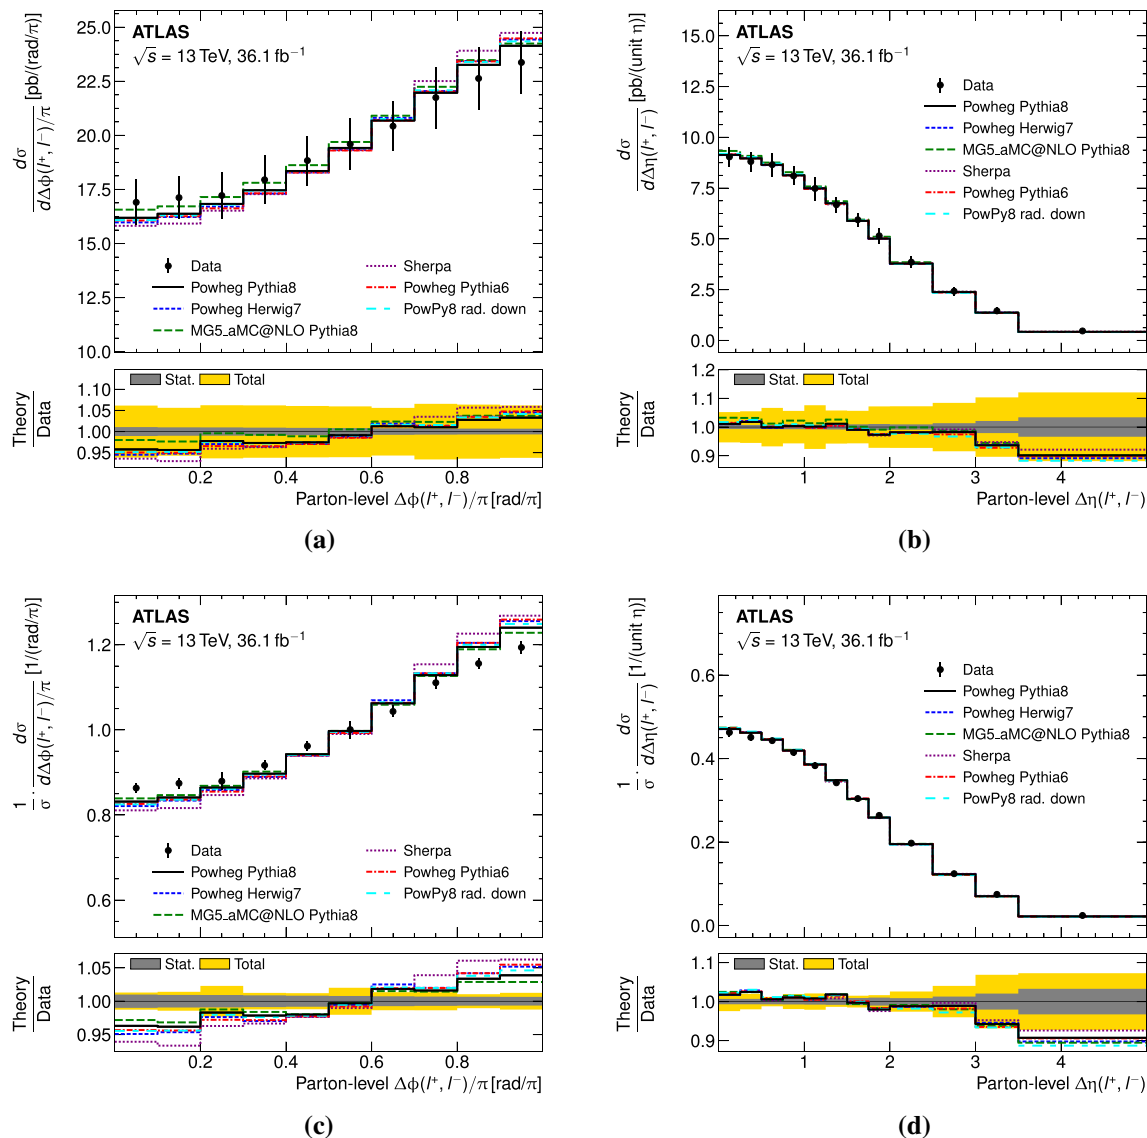 ATLAS
√s = 13 TeV, 36.1 fb⁻¹
dσ / dΔϕ(l⁺, l⁻)/π [pb/(rad/π)]
25.0
22.5
20.0
17.5
15.0
12.5
10.0
Data
Powheg Pythia8
Powheg Herwig7
MG5_aMC@NLO Pythia8
Sherpa
Powheg Pythia6
PowPy8 rad. down
Theory
Data
1.10
1.05
1.00
0.95
Stat. Total
0.2 0.4 0.6 0.8
Parton-level Δϕ(l⁺, l⁻)/π [rad/π]
(a)
ATLAS
√s = 13 TeV, 36.1 fb⁻¹
dσ / dΔη(l⁺, l⁻) [pb/(unit η)]
15.0
12.5
10.0
7.5
5.0
2.5
0.0
Data
Powheg Pythia8
Powheg Herwig7
MG5_aMC@NLO Pythia8
Sherpa
Powheg Pythia6
PowPy8 rad. down
Theory
Data
1.2
1.1
1.0
0.9
Stat. Total
1 2 3 4
Parton-level Δη(l⁺, l⁻)
(b)
ATLAS
√s = 13 TeV, 36.1 fb⁻¹
1/σ · dσ / dΔϕ(l⁺, l⁻)/π [1/(rad/π)]
1.2
1.0
0.8
0.6
Data
Powheg Pythia8
Powheg Herwig7
MG5_aMC@NLO Pythia8
Sherpa
Powheg Pythia6
PowPy8 rad. down
Theory
Data
1.05
1.00
0.95
Stat. Total
0.2 0.4 0.6 0.8
Parton-level Δϕ(l⁺, l⁻)/π [rad/π]
(c)
ATLAS
√s = 13 TeV, 36.1 fb⁻¹
1/σ · dσ / dΔη(l⁺, l⁻) [1/(unit η)]
0.6
0.4
0.2
0.0
Data
Powheg Pythia8
Powheg Herwig7
MG5_aMC@NLO Pythia8
Sherpa
Powheg Pythia6
PowPy8 rad. down
Theory
Data
1.1
1.0
0.9
Stat. Total
1 2 3 4
Parton-level Δη(l⁺, l⁻)
(d)